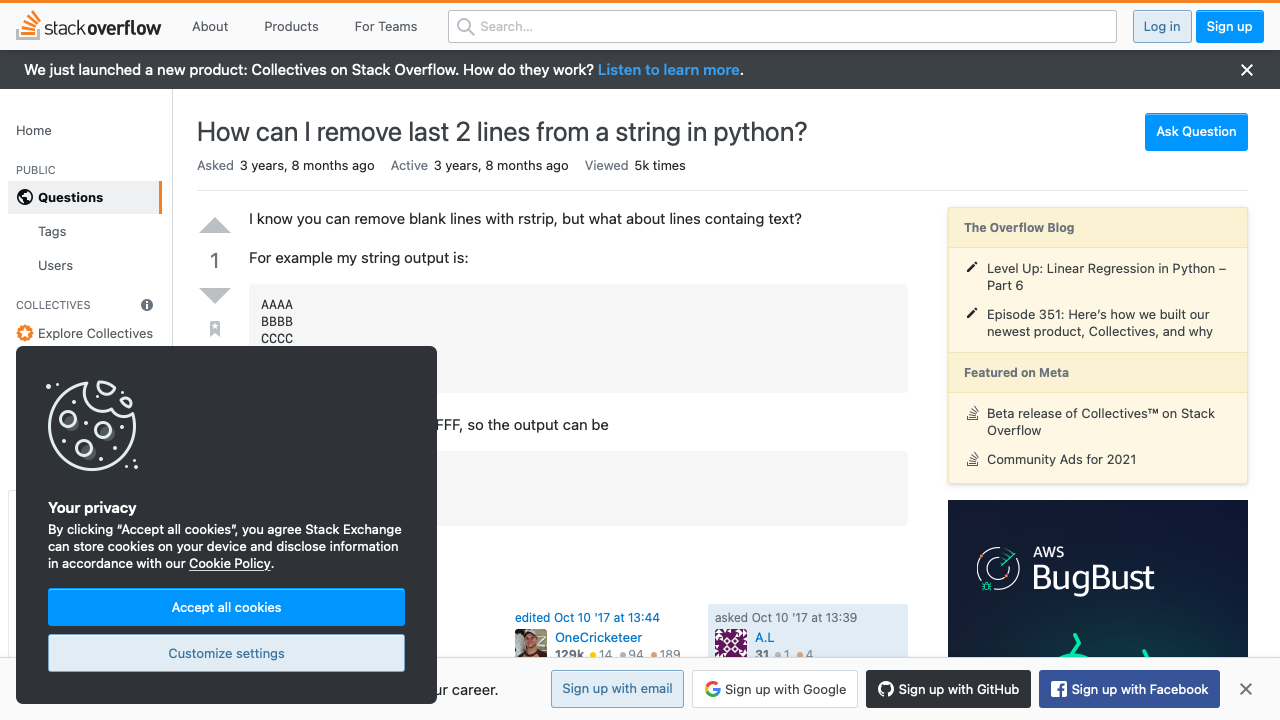 stack overflow
About
Products
For Teams
Search...
Log in
Sign up
We just launched a new product: Collectives on Stack Overflow. How do they work? Listen to learn more.
Home
PUBLIC
Questions
Tags
Users
COLLECTIVES
Explore Collectives
How can I remove last 2 lines from a string in python?
Ask Question
Asked 3 years, 8 months ago
Active 3 years, 8 months ago
Viewed 5k times
1
I know you can remove blank lines with rstrip, but what about lines containg text?
For example my string output is:
AAAA
BBBB
CCCC
FFF, so the output can be
edited Oct 10 '17 at 13:44
OneCricketeer
129k 14 94 189
asked Oct 10 '17 at 13:39
A.L
31 1 4
The Overflow Blog
Level Up: Linear Regression in Python –
Part 6
Episode 351: Here’s how we built our
newest product, Collectives, and why
Featured on Meta
Beta release of Collectives™ on Stack
Overflow
Community Ads for 2021
AWS
BugBust
Your privacy
By clicking “Accept all cookies”, you agree Stack Exchange
can store cookies on your device and disclose information
in accordance with our Cookie Policy.
Accept all cookies
Customize settings
ur career.
Sign up with email
Sign up with Google
Sign up with GitHub
Sign up with Facebook